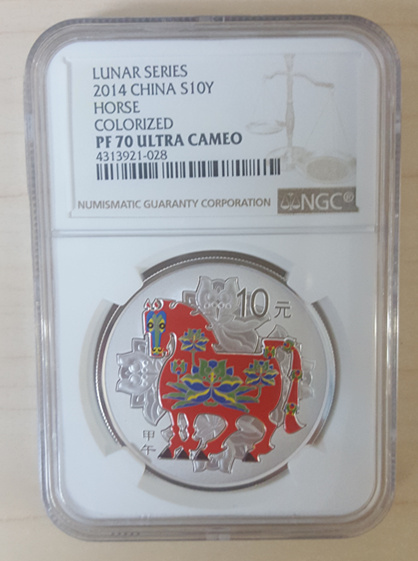 LUNAR SERIES
2014 CHINA S10Y
HORSE
COLORIZED
PF 70 ULTRA CAMEO
4313921-028
NUMISMATIC GUARANTY CORPORATION NGC®
10元
甲午